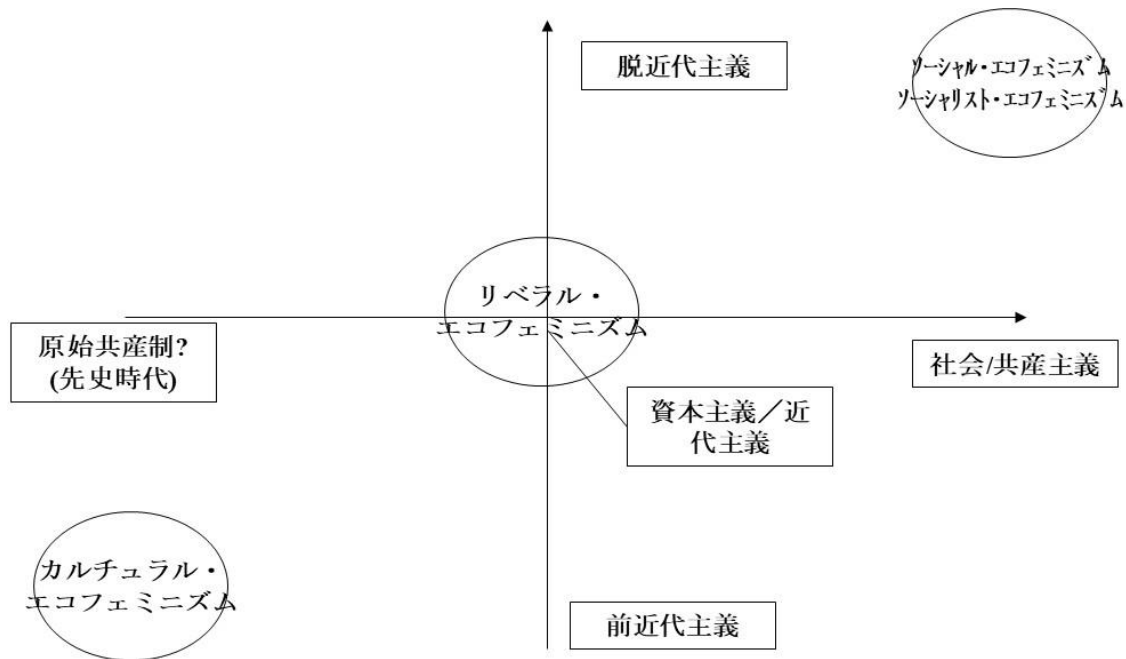 脱近代主義
ソーシャル・エコフェミニズム
ソーシャリスト・エコフェミニズム
リベラル・
エコフェミニズム
原始共産制?
(先史時代)
社会/共産主義
資本主義／近
代主義
カルチュラル・
エコフェミニズム
前近代主義